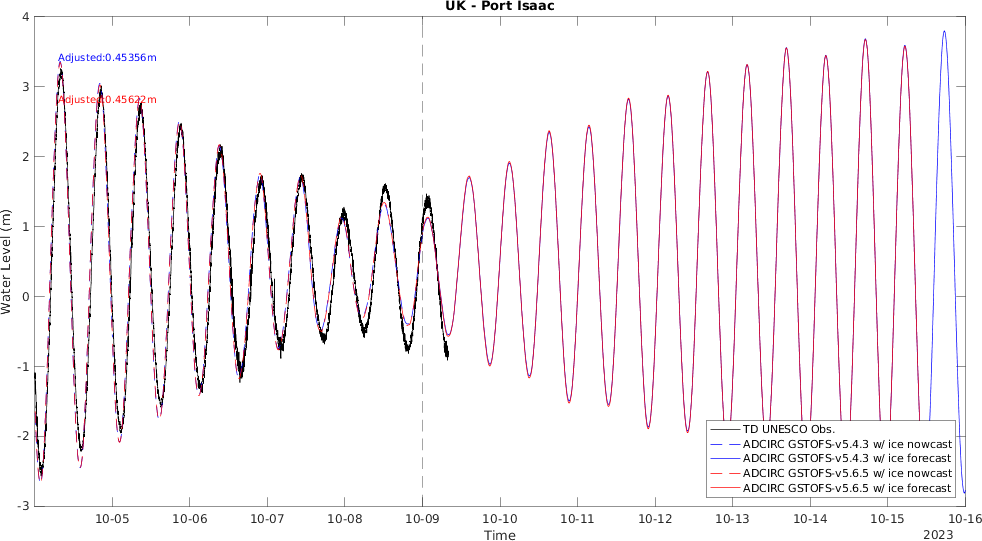 UK - Port Isaac
Adjusted:0.45356m
Adjusted:0.45622m
Water Level (m)
4
3
2
1
0
-1
-2
-3
10-05
10-06
10-07
10-08
10-09
10-10
10-11
10-12
10-13
10-14
10-15
10-16
2023
Time
TD UNESCO Obs.
ADCIRC GSTOFS-v5.4.3 w/ ice nowcast
ADCIRC GSTOFS-v5.4.3 w/ ice forecast
ADCIRC GSTOFS-v5.6.5 w/ ice nowcast
ADCIRC GSTOFS-v5.6.5 w/ ice forecast